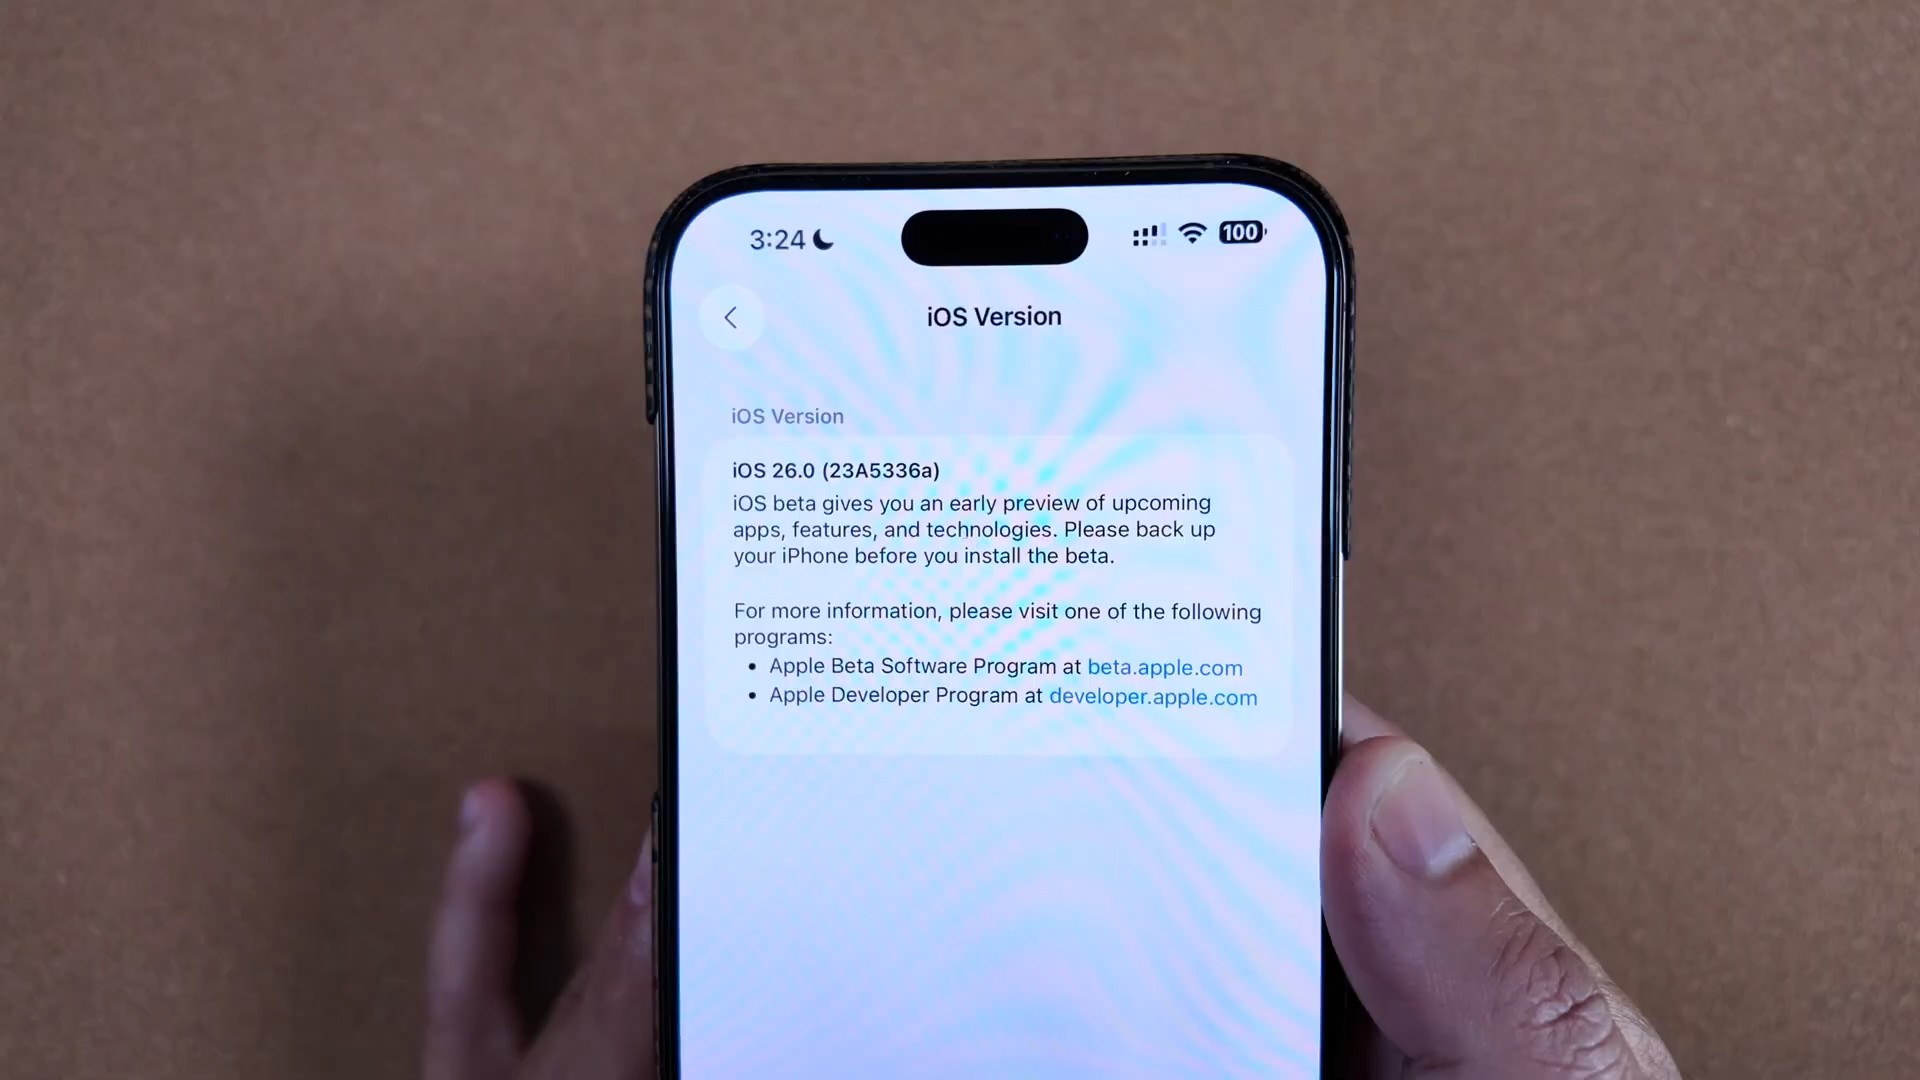 3:24
100
iOS Version
iOS Version
iOS 26.0 (23A5336a)
iOS beta gives you an early preview of upcoming
apps, features, and technologies. Please back up
your iPhone before you install the beta.
For more information, please visit one of the following
programs:
• Apple Beta Software Program at beta.apple.com
• Apple Developer Program at developer.apple.com